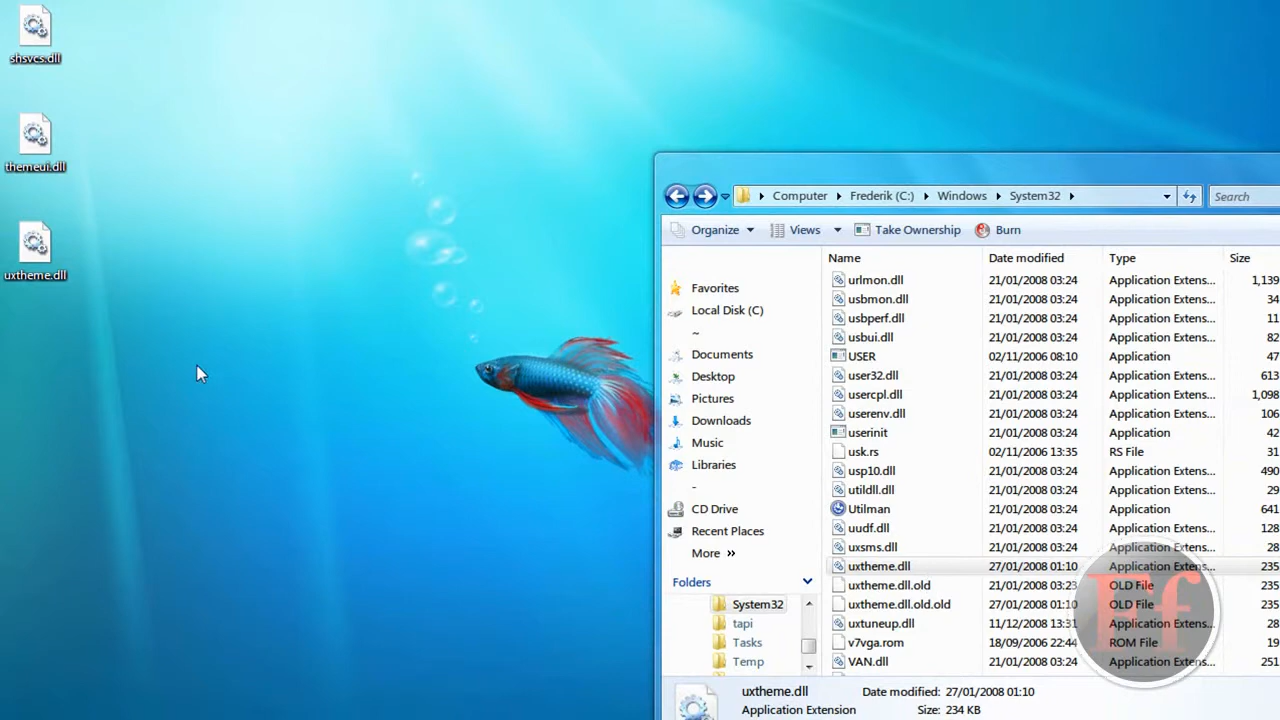 shsvcs.dll
themeui.dll
uxtheme.dll
Computer Frederik (C:) Windows System32 Search
Organize Views Take Ownership Burn
Name Date modified Type Size
Favorites
Local Disk (C)
~
Documents
Desktop
Pictures
Downloads
Music
Libraries
-
CD Drive
Recent Places
More »
Folders
System32
tapi
Tasks
Temp
urlmon.dll 21/01/2008 03:24 Application Extens... 1,139
usbmon.dll 21/01/2008 03:24 Application Extens... 34
usbperf.dll 21/01/2008 03:24 Application Extens... 11
usbui.dll 21/01/2008 03:24 Application Extens... 82
USER 02/11/2006 08:10 Application 47
user32.dll 21/01/2008 03:24 Application Extens... 613
usercpl.dll 21/01/2008 03:24 Application Extens... 1,098
userenv.dll 21/01/2008 03:24 Application Extens... 106
userinit 21/01/2008 03:24 Application 42
usk.rs 02/11/2006 13:35 RS File 31
usp10.dll 21/01/2008 03:24 Application Extens... 490
utildll.dll 21/01/2008 03:24 Application Extens... 29
Utilman 21/01/2008 03:24 Application 641
uudf.dll 21/01/2008 03:24 Application Extens... 128
uxsms.dll 21/01/2008 03:24 Application Extens... 28
uxtheme.dll 27/01/2008 01:10 Application Extens... 235
uxtheme.dll.old 21/01/2008 03:23 OLD File 235
uxtheme.dll.old.old 27/01/2008 01:10 OLD File 235
uxtuneup.dll 11/12/2008 13:31 Application Extens... 28
v7vga.rom 18/09/2006 22:44 ROM File 19
VAN.dll 21/01/2008 03:24 Application Extens... 251
uxtheme.dll Date modified: 27/01/2008 01:10
Application Extension Size: 234 KB
Ff